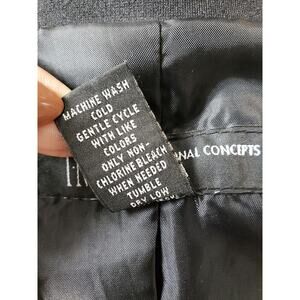 MACHINE WASH
COLD
GENTLE CYCLE
WITH LIKE
COLORS
ONLY NON-
CHLORINE BLEACH
WHEN NEEDED
TUMBLE
DRY LOW
NAL CONCEPTS